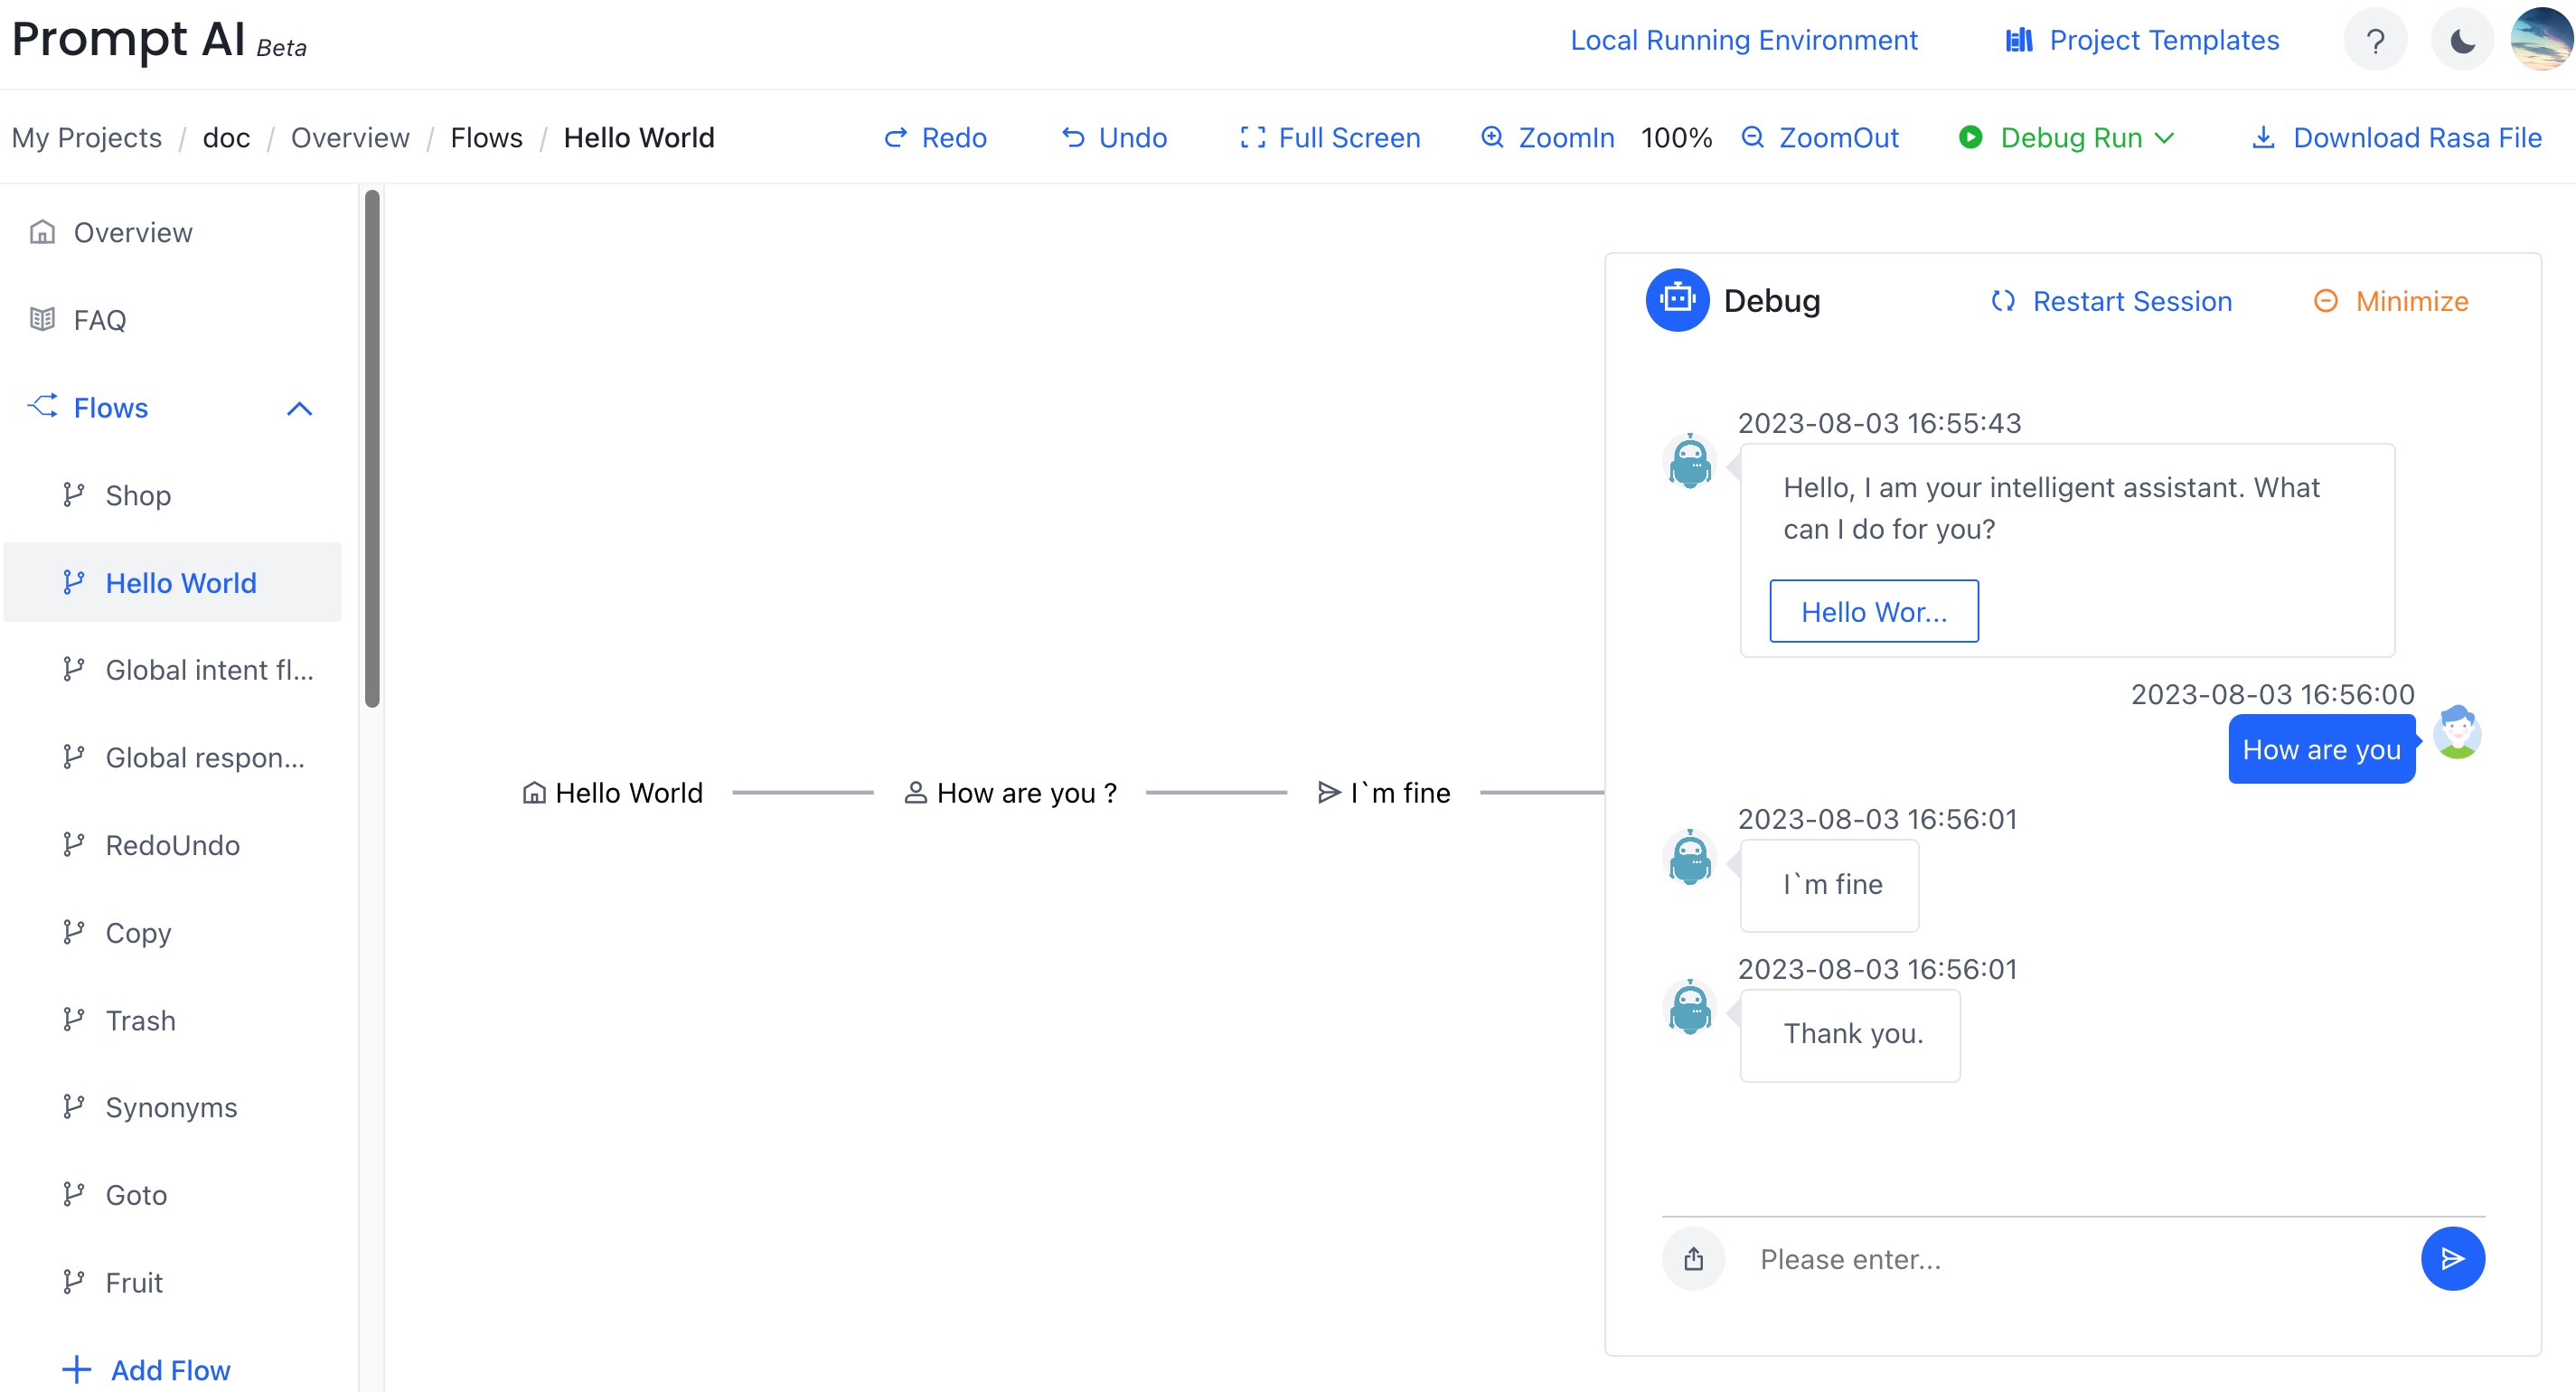 Prompt AI Beta
Local Running Environment
Project Templates
?
My Projects / doc / Overview / Flows / Hello World
Redo
Undo
Full Screen
ZoomIn 100% ZoomOut
Debug Run
Download Rasa File
Overview
FAQ
Flows
Shop
Hello World
Global intent fl...
Global respon...
RedoUndo
Copy
Trash
Synonyms
Goto
Fruit
Add Flow
Hello World
How are you ?
I`m fine
Debug
Restart Session
Minimize
2023-08-03 16:55:43
Hello, I am your intelligent assistant. What
can I do for you?
Hello Wor...
2023-08-03 16:56:00
How are you
2023-08-03 16:56:01
I`m fine
2023-08-03 16:56:01
Thank you.
Please enter...